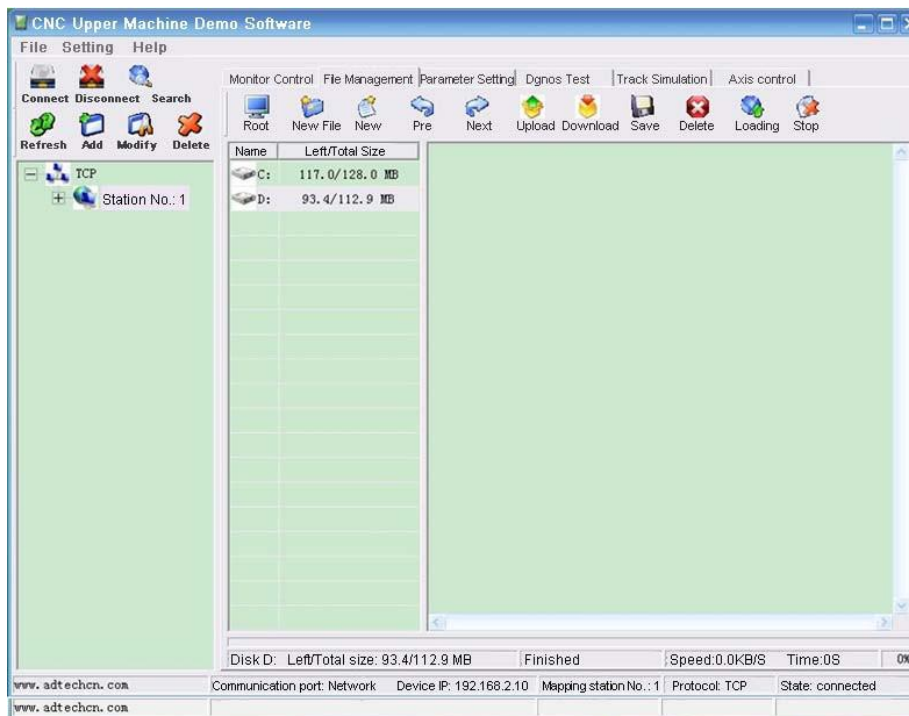 CNC Upper Machine Demo Software
File Setting Help
Connect Disconnect Search
Refresh Add Modify Delete
TCP
Station No.: 1
Monitor Control File Management Parameter Setting Dgnos Test Track Simulation Axis control
Root New File New Pre Next Upload Download Save Delete Loading Stop
Name Left/Total Size
C: 117.0/128.0 MB
D: 93.4/112.9 MB
Disk D: Left/Total size: 93.4/112.9 MB Finished Speed:0.0KB/S Time:0S 0%
www.adtechcn.com Communication port: Network Device IP: 192.168.2.10 Mapping station No.: 1 Protocol: TCP State: connected
www.adtechcn.com